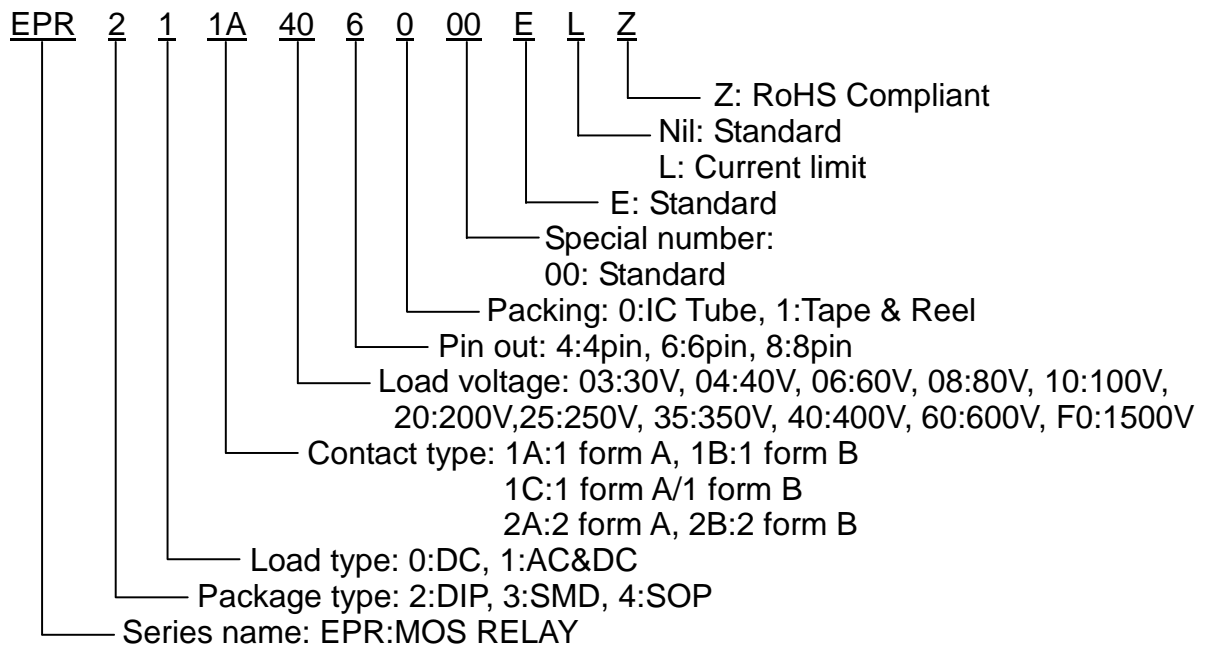 EPR 2 1 1A 40 6 0 00 E L Z
Z: RoHS Compliant
Nil: Standard
L: Current limit
E: Standard
Special number:
00: Standard
Packing: 0:IC Tube, 1:Tape & Reel
Pin out: 4:4pin, 6:6pin, 8:8pin
Load voltage: 03:30V, 04:40V, 06:60V, 08:80V, 10:100V,
20:200V,25:250V, 35:350V, 40:400V, 60:600V, F0:1500V
Contact type: 1A:1 form A, 1B:1 form B
1C:1 form A/1 form B
2A:2 form A, 2B:2 form B
Load type: 0:DC, 1:AC&DC
Package type: 2:DIP, 3:SMD, 4:SOP
Series name: EPR:MOS RELAY